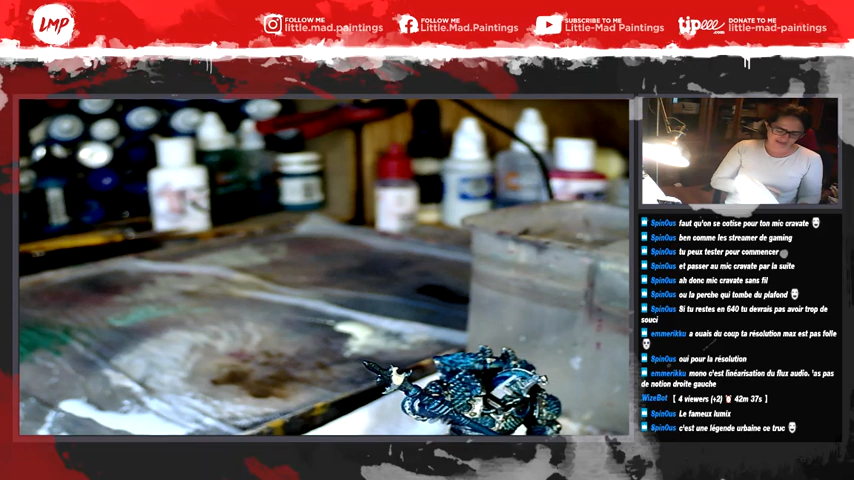 LMP
FOLLOW ME
little.mad.paintings
FOLLOW ME
Little.Mad.Paintings
SUBSCRIBE TO ME
Little-Mad Paintings
tipeee
.com
DONATE TO ME
little-mad-paintings
Spin0us faut qu'on se cotise pour ton mic cravate
Spin0us ben comme les streamer de gaming
Spin0us tu peux tester pour commencer
Spin0us et passer au mic cravate par la suite
Spin0us ah donc mic cravate sans fil
Spin0us ou la perche qui tombe du plafond
Spin0us Si tu restes en 640 tu devrais pas avoir trop de
souci
emmerikku a ouais du coup ta résolution max est pas folle
Spin0us oui pour la résolution
emmerikku mono c'est linéarisation du flux audio. 'as pas
de notion droite gauche
WizeBot [ 4 viewers (+2) 42m 37s ]
Spin0us Le fameux lumix
Spin0us c'est une légende urbaine ce truc